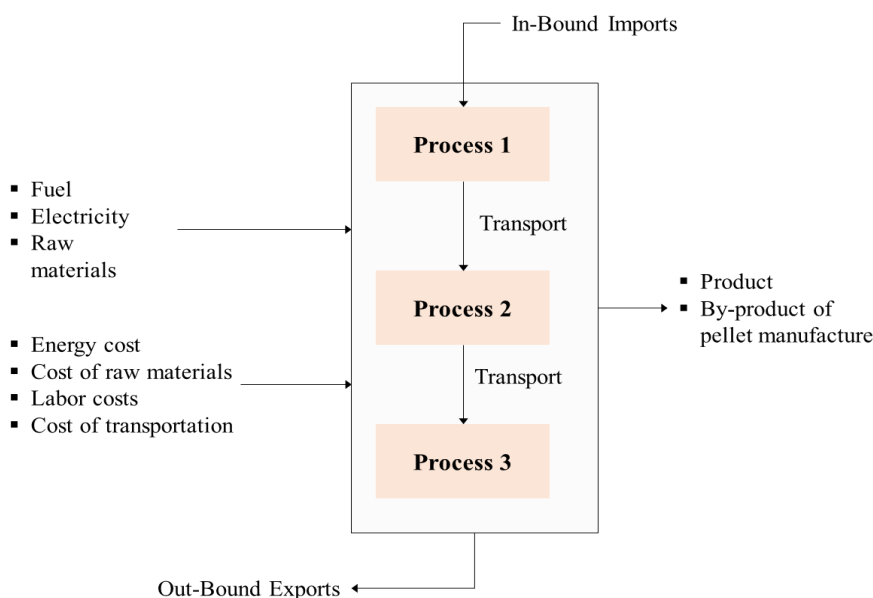 In-Bound Imports
Process 1
▪ Fuel
▪ Electricity
▪ Raw
materials
Transport
Process 2
▪ Product
▪ By-product of
pellet manufacture
▪ Energy cost
▪ Cost of raw materials
▪ Labor costs
▪ Cost of transportation
Transport
Process 3
Out-Bound Exports